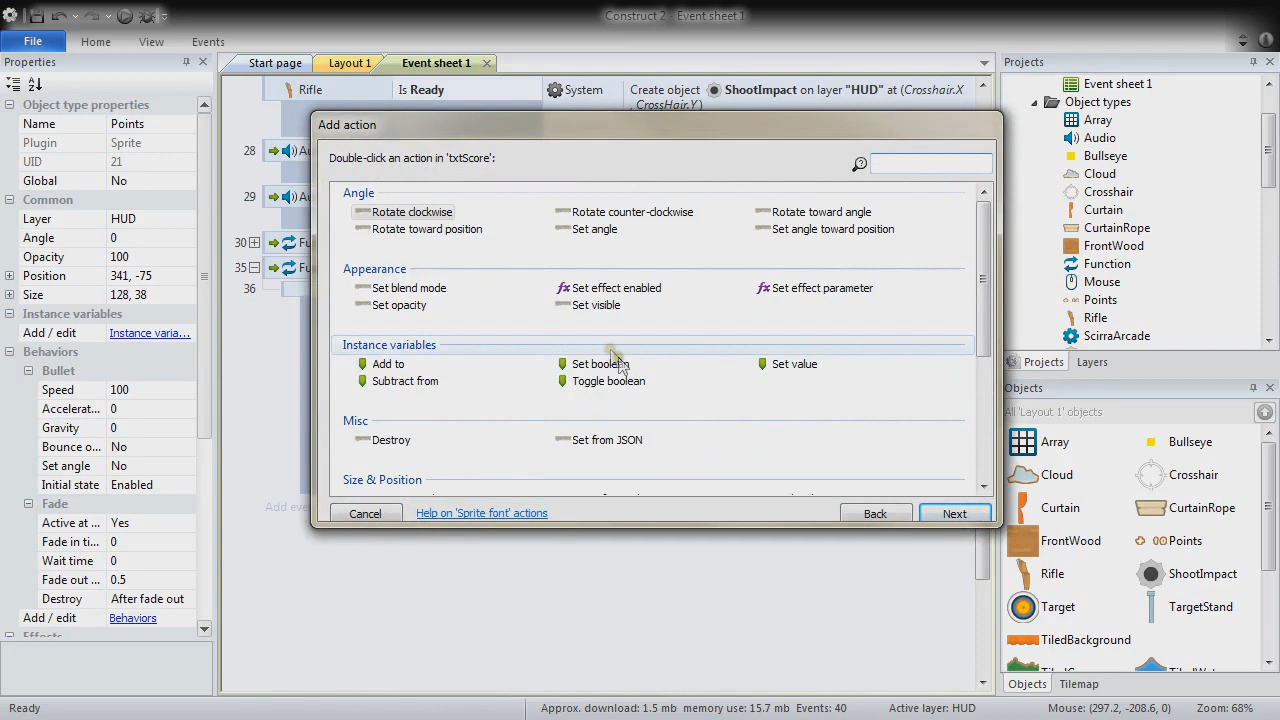 Construct 2 - Event sheet 1
File Home View Events
Properties
Object type properties
Name Points
Plugin Sprite
UID 21
Global No
Common
Layer HUD
Angle 0
Opacity 100
Position 341, -75
Size 128, 38
Instance variables
Add / edit Instance varia...
Behaviors
Bullet
Speed 100
Accelerat... 0
Gravity 0
Bounce o... No
Set angle No
Initial state Enabled
Fade
Active at ... Yes
Fade in ti... 0
Wait time 0
Fade out ... 0.5
Destroy After fade out
Add / edit Behaviors
Effects
Start page Layout 1 Event sheet 1
Rifle Is Ready System Create object ShootImpact on layer "HUD" at (Crosshair.X
, CrossHair.Y)
28
29
30
35
36
Add action
Double-click an action in 'txtScore':
Angle
Rotate clockwise Rotate counter-clockwise Rotate toward angle
Rotate toward position Set angle Set angle toward position
Appearance
Set blend mode Set effect enabled Set effect parameter
Set opacity Set visible
Instance variables
Add to Set boolean Set value
Subtract from Toggle boolean
Misc
Destroy Set from JSON
Size & Position
Cancel Help on 'Sprite font' actions Back Next
Projects
Event sheet 1
Object types
Array
Audio
Bullseye
Cloud
Crosshair
Curtain
CurtainRope
FrontWood
Function
Mouse
Points
Rifle
ScirraArcade
Projects Layers
Objects
All 'Layout 1' objects
Array Bullseye
Cloud Crosshair
Curtain CurtainRope
FrontWood Points
Rifle ShootImpact
Target TargetStand
TiledBackground
Objects Tilemap
Ready Approx. download: 1.5 mb memory use: 15.7 mb Events: 40 Active layer: HUD Mouse: (297.2, -208.6, 0) Zoom: 68%